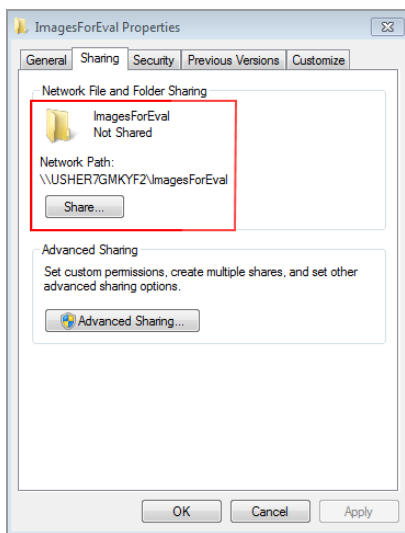 ImagesForEval Properties
General Sharing Security Previous Versions Customize
Network File and Folder Sharing
ImagesForEval
Not Shared
Network Path:
\\USHER7GMKYF2\ImagesForEval
Share...
Advanced Sharing
Set custom permissions, create multiple shares, and set other
advanced sharing options.
Advanced Sharing...
OK Cancel Apply